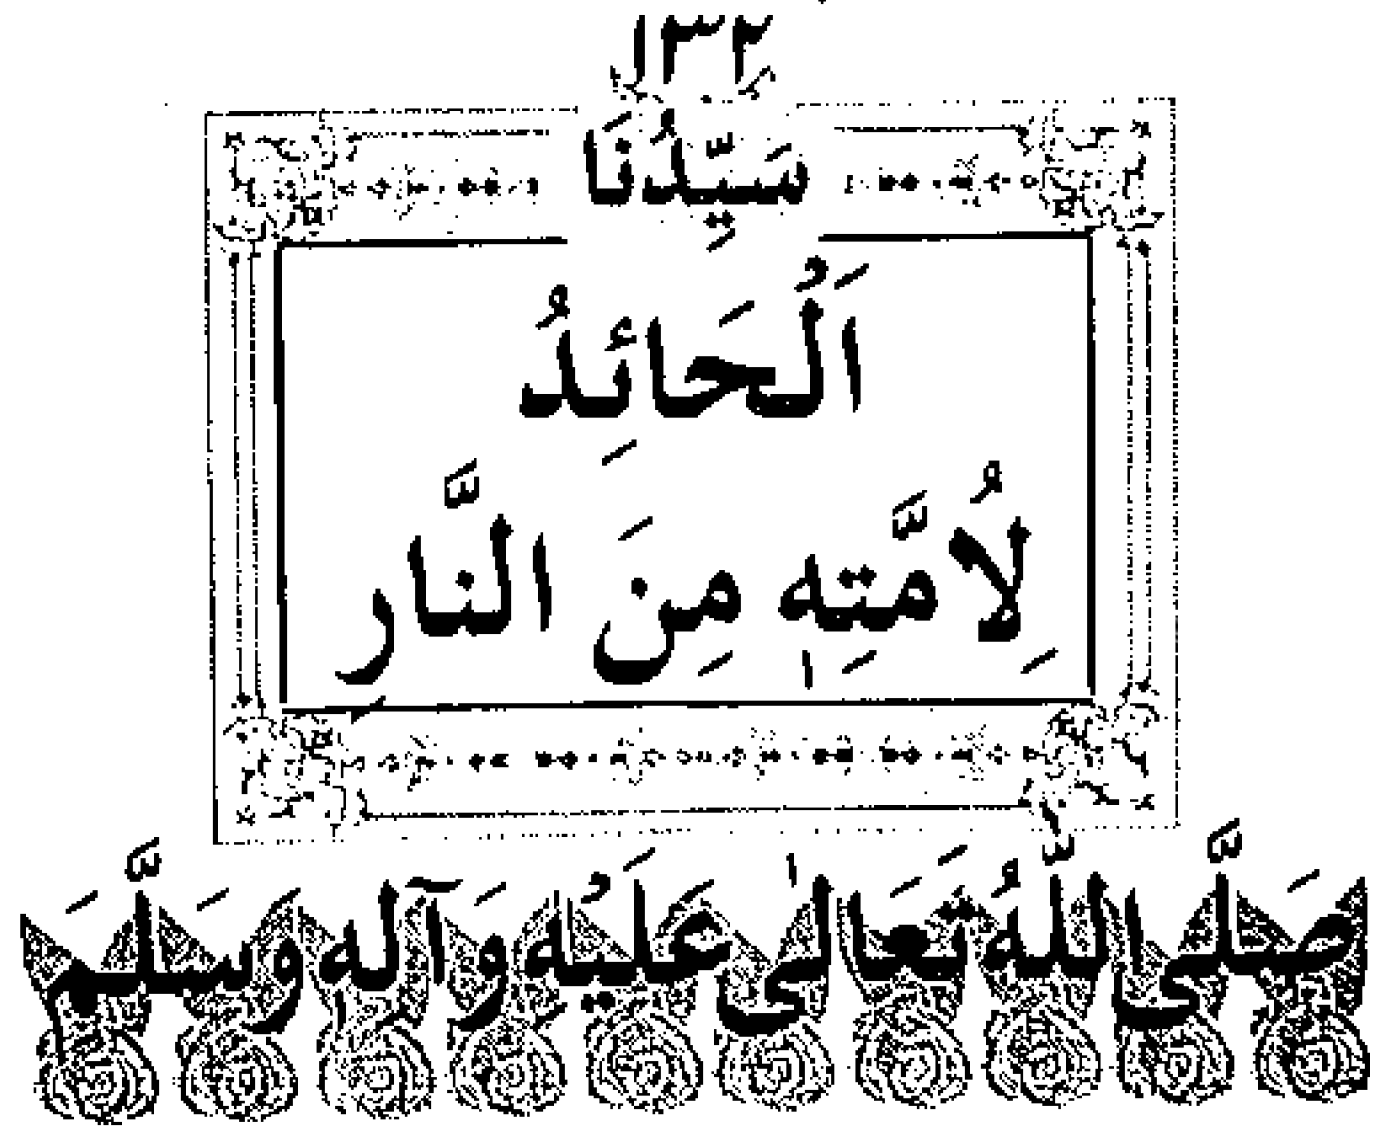 ١٣٢
سَيِّدُنَا
اَلْحَائِدُ
لِاُمَّتِهٖ مِنَ النَّارِ
صَلَّى اللّٰهُ تَعَالٰى عَلَيْهِ وَآلِهٖ وَسَلَّمَ